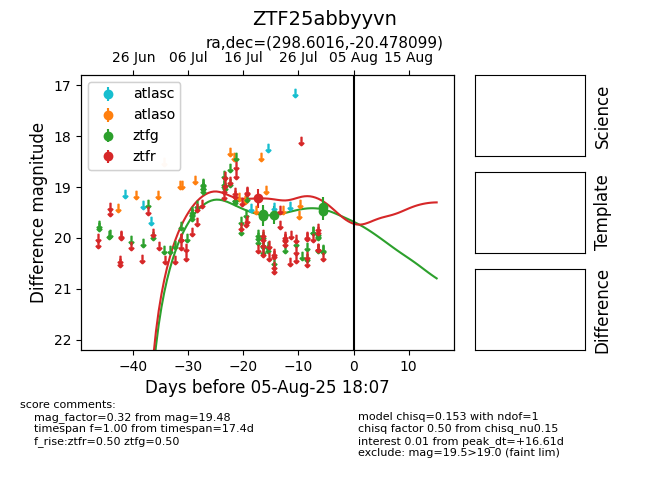 ZTF25abbyyvn
ra,dec=(298.6016,-20.478099)
26 Jun 06 Jul 16 Jul 26 Jul 05 Aug 15 Aug
17
18
19
20
21
22
Difference magnitude
atlasc
atlaso
ztfg
ztfr
−40 −30 −20 −10 0 10
Days before 05-Aug-25 18:07
Science
Template
Difference
score comments:
mag_factor=0.32 from mag=19.48
timespan f=1.00 from timespan=17.4d
f_rise:ztfr=0.50 ztfg=0.50
model chisq=0.153 with ndof=1
chisq factor 0.50 from chisq_nu0.15
interest 0.01 from peak_dt=+16.61d
exclude: mag=19.5>19.0 (faint lim)